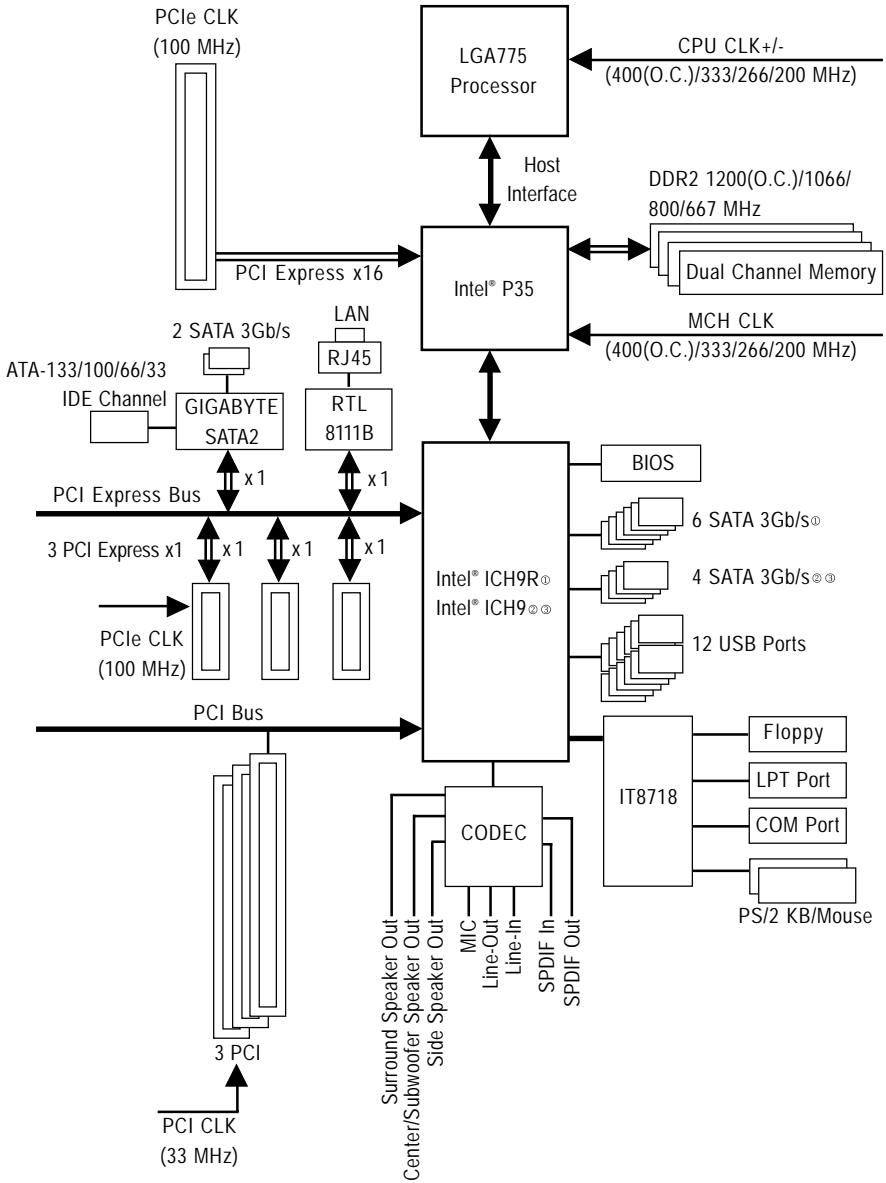 PCIe CLK
(100 MHz)
LGA775
Processor
CPU CLK+/-
(400(O.C.)/333/266/200 MHz)
Host
Interface
DDR2 1200(O.C.)/1066/
800/667 MHz
Dual Channel Memory
PCI Express x16
Intel® P35
MCH CLK
(400(O.C.)/333/266/200 MHz)
LAN
RJ45
2 SATA 3Gb/s
ATA-133/100/66/33
IDE Channel
GIGABYTE
SATA2
RTL
8111B
x1
x1
PCI Express Bus
3 PCI Express x1
x1
x1
x1
PCIe CLK
(100 MHz)
Intel® ICH9R①
Intel® ICH9②③
BIOS
6 SATA 3Gb/s①
4 SATA 3Gb/s②③
12 USB Ports
PCI Bus
IT8718
Floppy
LPT Port
COM Port
PS/2 KB/Mouse
CODEC
Surround Speaker Out
Center/Subwoofer Speaker Out
Side Speaker Out
MIC
Line-Out
Line-In
SPDIF In
SPDIF Out
3 PCI
PCI CLK
(33 MHz)